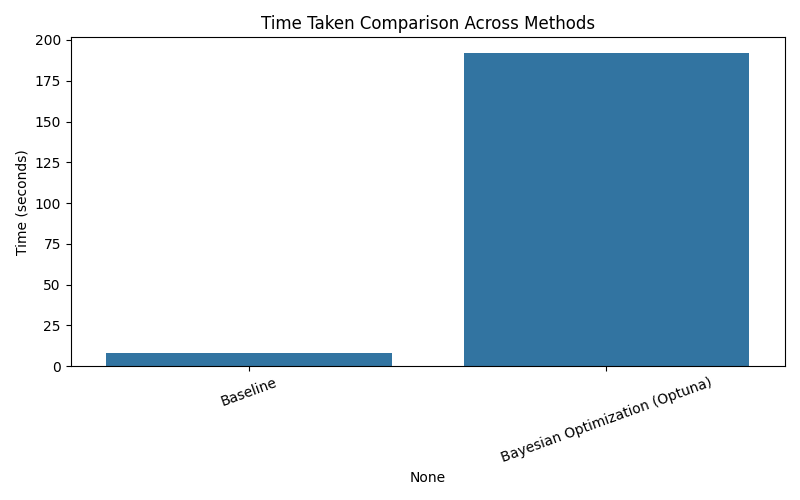 Time Taken Comparison Across Methods
Time (seconds)
200
175
150
125
100
75
50
25
0
Baseline
Bayesian Optimization (Optuna)
None